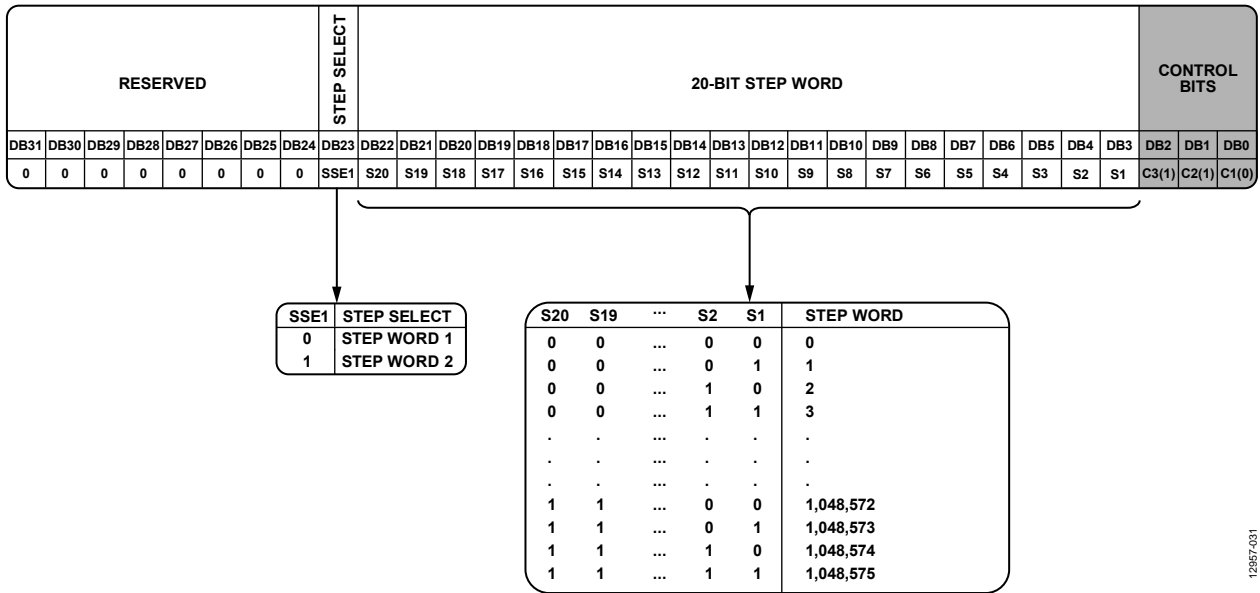 RESERVED
STEP SELECT
20-BIT STEP WORD
CONTROL
BITS
DB31 DB30 DB29 DB28 DB27 DB26 DB25 DB24 DB23 DB22 DB21 DB20 DB19 DB18 DB17 DB16 DB15 DB14 DB13 DB12 DB11 DB10 DB9 DB8 DB7 DB6 DB5 DB4 DB3 DB2 DB1 DB0
0 0 0 0 0 0 0 0 SSE1 S20 S19 S18 S17 S16 S15 S14 S13 S12 S11 S10 S9 S8 S7 S6 S5 S4 S3 S2 S1 C3(1) C2(1) C1(0)
SSE1 STEP SELECT
0 STEP WORD 1
1 STEP WORD 2
S20 S19 ... S2 S1 STEP WORD
0 0 ... 0 0 0
0 0 ... 0 1 1
0 0 ... 1 0 2
0 0 ... 1 1 3
. . ... . . .
. . ... . . .
. . ... . . .
1 1 ... 0 0 1,048,572
1 1 ... 0 1 1,048,573
1 1 ... 1 0 1,048,574
1 1 ... 1 1 1,048,575
12957-031